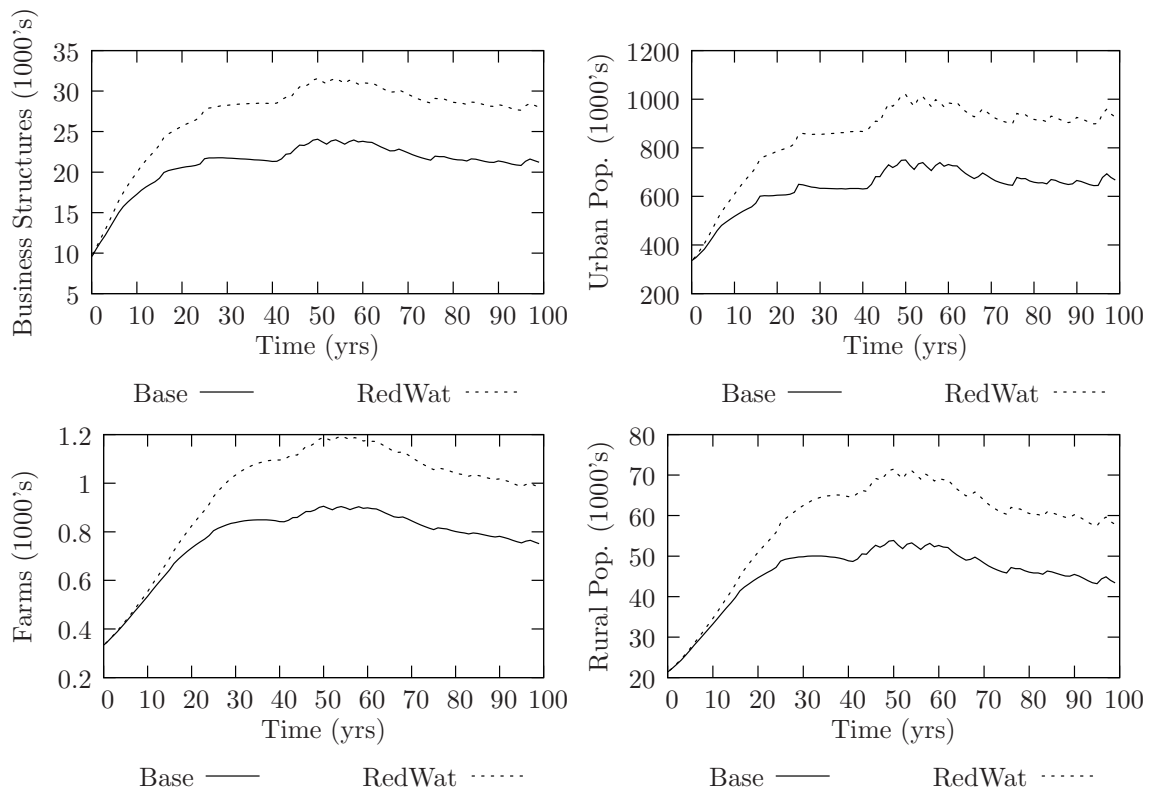 Business Structures (1000's)
35
30
25
20
15
10
5
0 10 20 30 40 50 60 70 80 90 100
Time (yrs)
Base
RedWat
Urban Pop. (1000's)
1200
1000
800
600
400
200
0 10 20 30 40 50 60 70 80 90 100
Time (yrs)
Base
RedWat
Farms (1000's)
1.2
1
0.8
0.6
0.4
0.2
0 10 20 30 40 50 60 70 80 90 100
Time (yrs)
Base
RedWat
Rural Pop. (1000's)
80
70
60
50
40
30
20
0 10 20 30 40 50 60 70 80 90 100
Time (yrs)
Base
RedWat